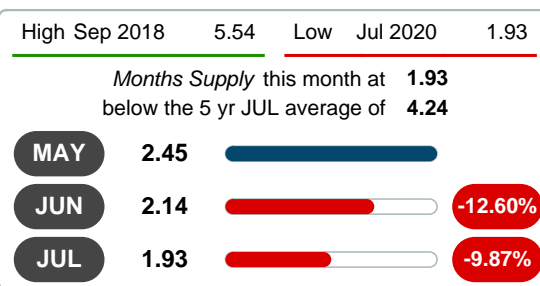 High Sep 2018 5.54 Low Jul 2020 1.93
Months Supply this month at 1.93
below the 5 yr JUL average of 4.24
MAY 2.45
JUN 2.14 -12.60%
JUL 1.93 -9.87%